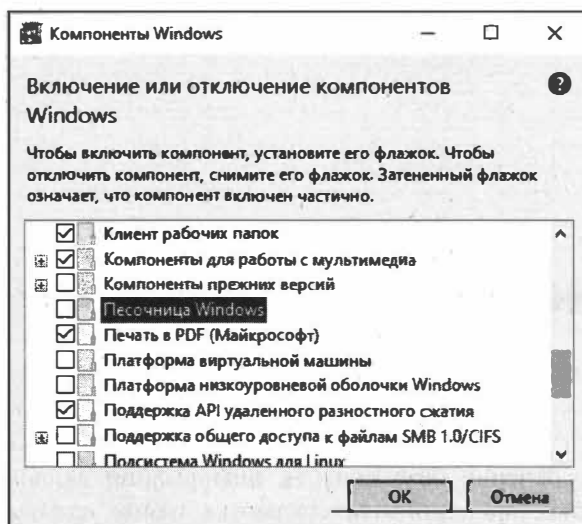 Компоненты Windows
Включение или отключение компонентов
Windows
Чтобы включить компонент, установите его флажок. Чтобы
отключить компонент, снимите его флажок. Затененный флажок
означает, что компонент включен частично.
Клиент рабочих папок
Компоненты для работы с мультимедиа
Компоненты прежних версий
Песочница Windows
Печать в PDF (Майкрософт)
Платформа виртуальной машины
Платформа низкоуровневой оболочки Windows
Поддержка API удаленного разностного сжатия
Поддержка общего доступа к файлам SMB 1.0/CIFS
Подсистема Windows для Linux
ОК Отмена